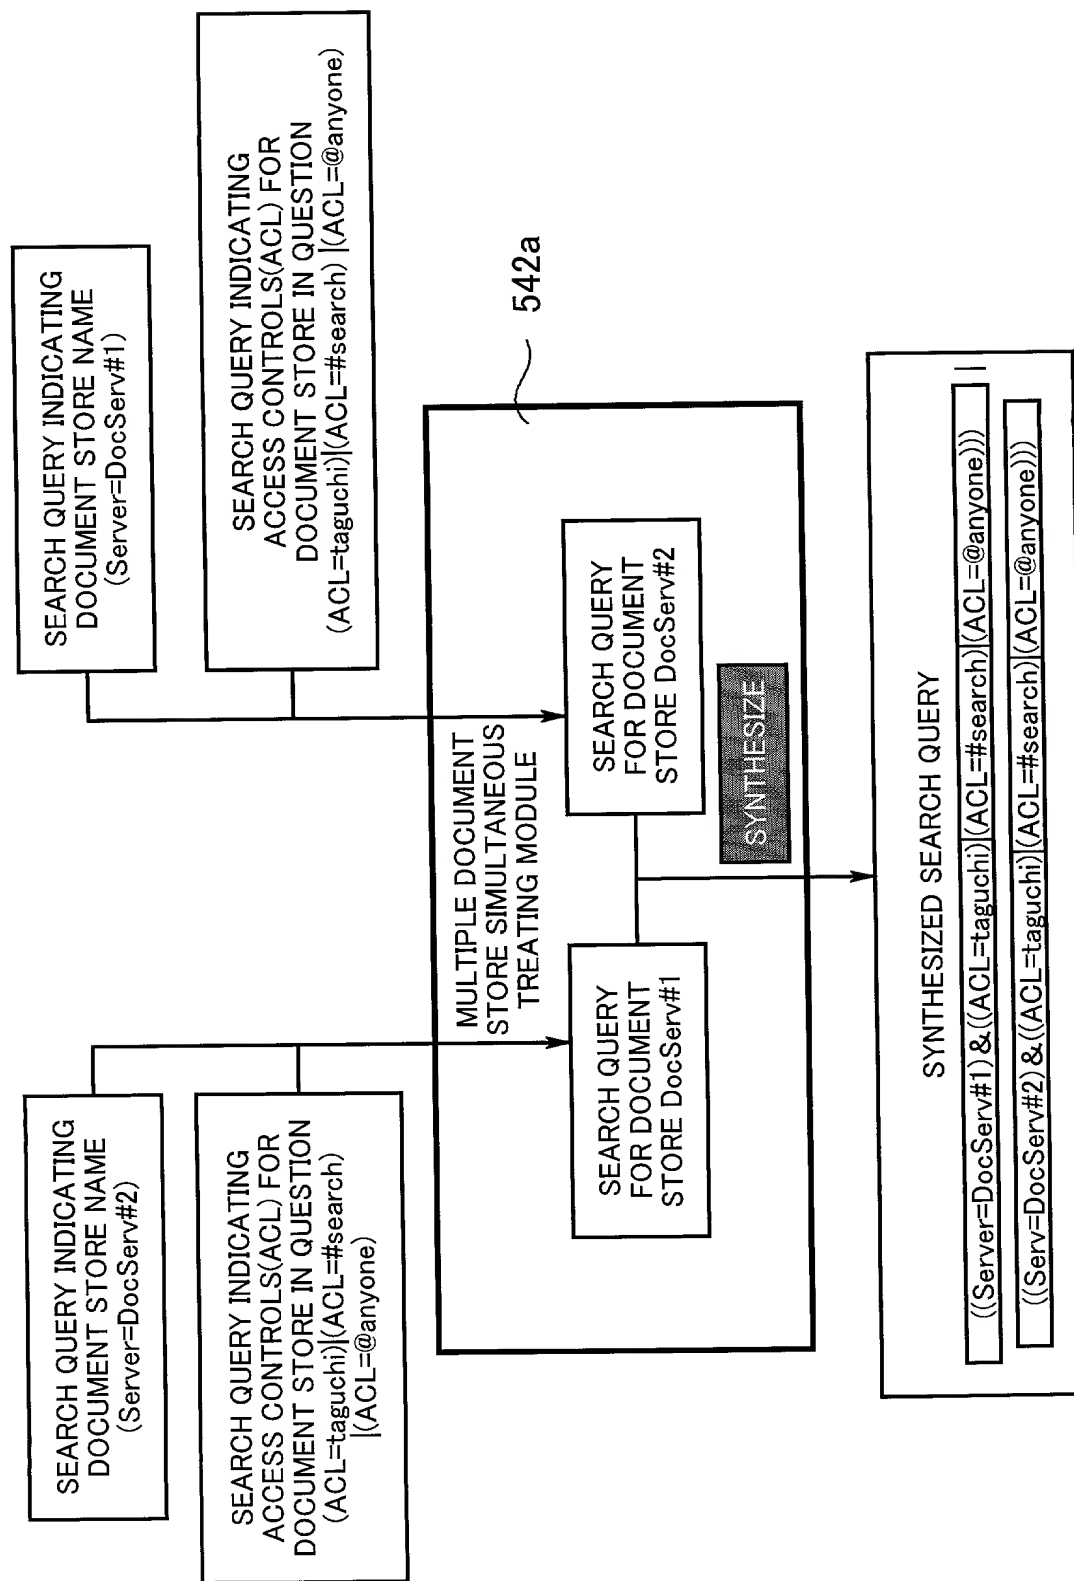 SEARCH QUERY INDICATING
DOCUMENT STORE NAME
(Server=DocServ#2)
SEARCH QUERY INDICATING
ACCESS CONTROLS(ACL) FOR
DOCUMENT STORE IN QUESTION
(ACL=taguchi)|(ACL=#search)
|(ACL=@anyone)
SEARCH QUERY INDICATING
DOCUMENT STORE NAME
(Server=DocServ#1)
SEARCH QUERY INDICATING
ACCESS CONTROLS(ACL) FOR
DOCUMENT STORE IN QUESTION
(ACL=taguchi)|(ACL=#search) |(ACL=@anyone)
542a
MULTIPLE DOCUMENT
STORE SIMULTANEOUS
TREATING MODULE
SEARCH QUERY
FOR DOCUMENT
STORE DocServ#1
SEARCH QUERY
FOR DOCUMENT
STORE DocServ#2
SYNTHESIZE
SYNTHESIZED SEARCH QUERY
((Server=DocServ#1)&((ACL=taguchi)|(ACL=#search)|(ACL=@anyone))) |
((Serv=DocServ#2)&((ACL=taguchi)|(ACL=#search)|(ACL=@anyone)))